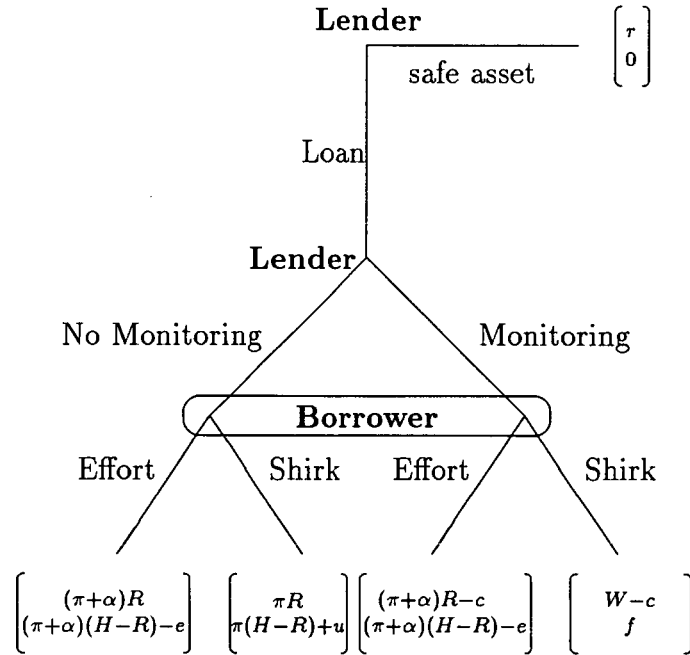 Lender
safe asset
r
0
Loan
Lender
No Monitoring
Monitoring
Borrower
Effort
Shirk
Effort
Shirk
(π+α)R
(π+α)(H−R)−e
πR
π(H−R)+u
(π+α)R−c
(π+α)(H−R)−e
W−c
f